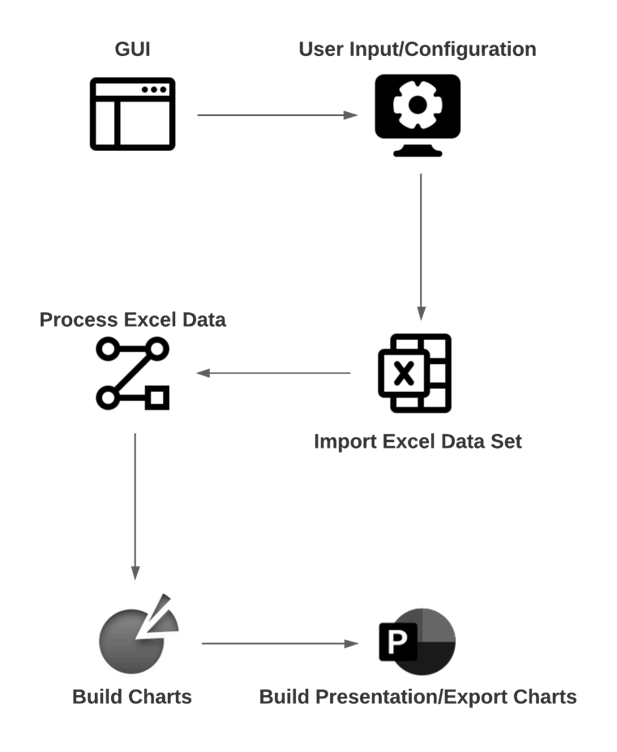 GUI
User Input/Configuration
Process Excel Data
X
Import Excel Data Set
P
Build Charts
Build Presentation/Export Charts